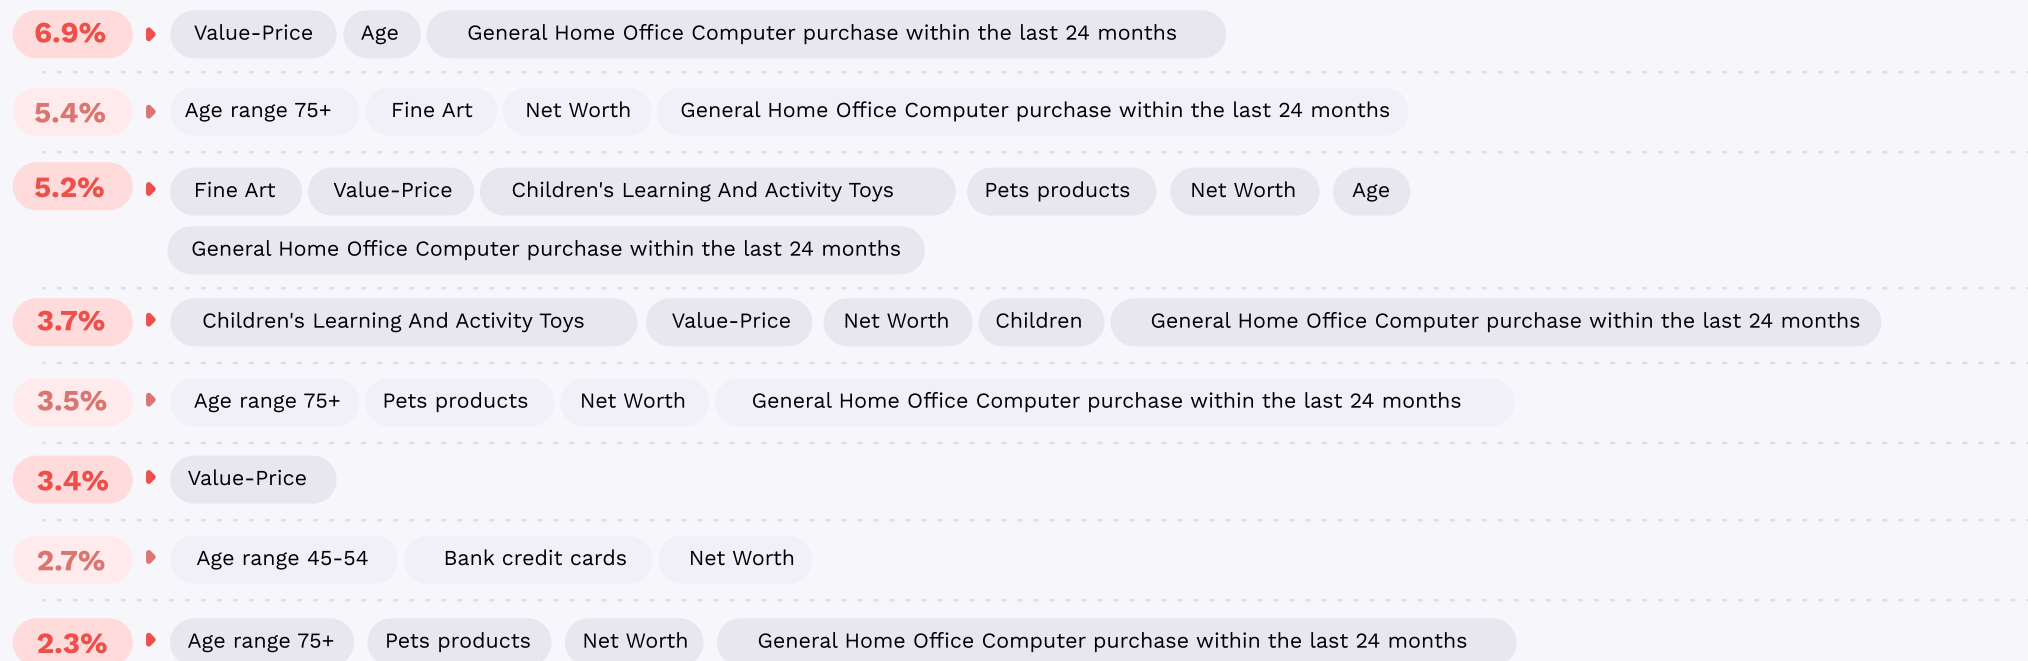 6.9% Value-Price Age General Home Office Computer purchase within the last 24 months
5.4% Age range 75+ Fine Art Net Worth General Home Office Computer purchase within the last 24 months
5.2% Fine Art Value-Price Children's Learning And Activity Toys Pets products Net Worth Age
General Home Office Computer purchase within the last 24 months
3.7% Children's Learning And Activity Toys Value-Price Net Worth Children General Home Office Computer purchase within the last 24 months
3.5% Age range 75+ Pets products Net Worth General Home Office Computer purchase within the last 24 months
3.4% Value-Price
2.7% Age range 45-54 Bank credit cards Net Worth
2.3% Age range 75+ Pets products Net Worth General Home Office Computer purchase within the last 24 months